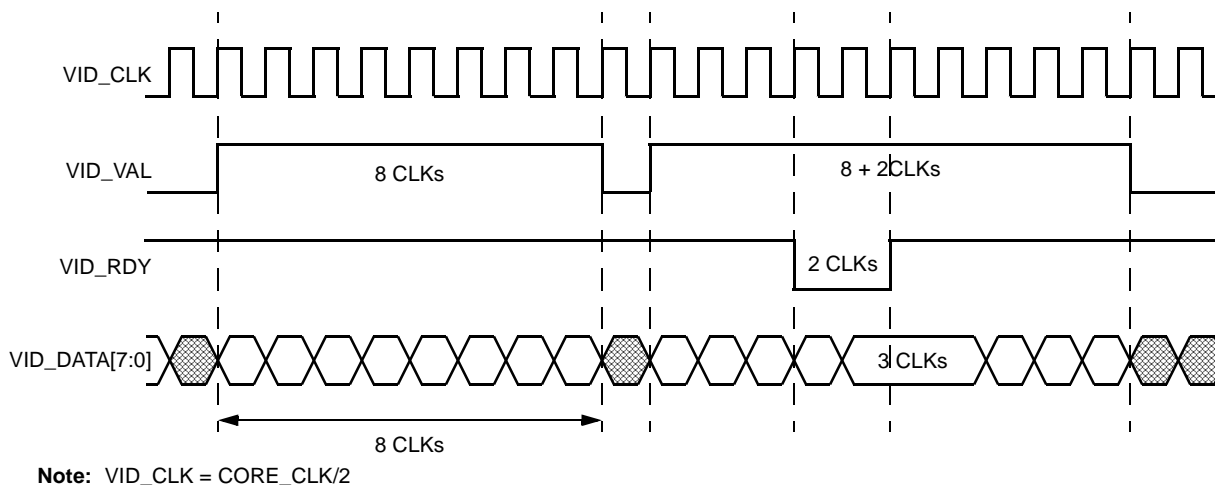 VID_CLK
VID_VAL
8 CLKs
8 + 2CLKs
VID_RDY
2 CLKs
VID_DATA[7:0]
3 CLKs
8 CLKs
Note: VID_CLK = CORE_CLK/2